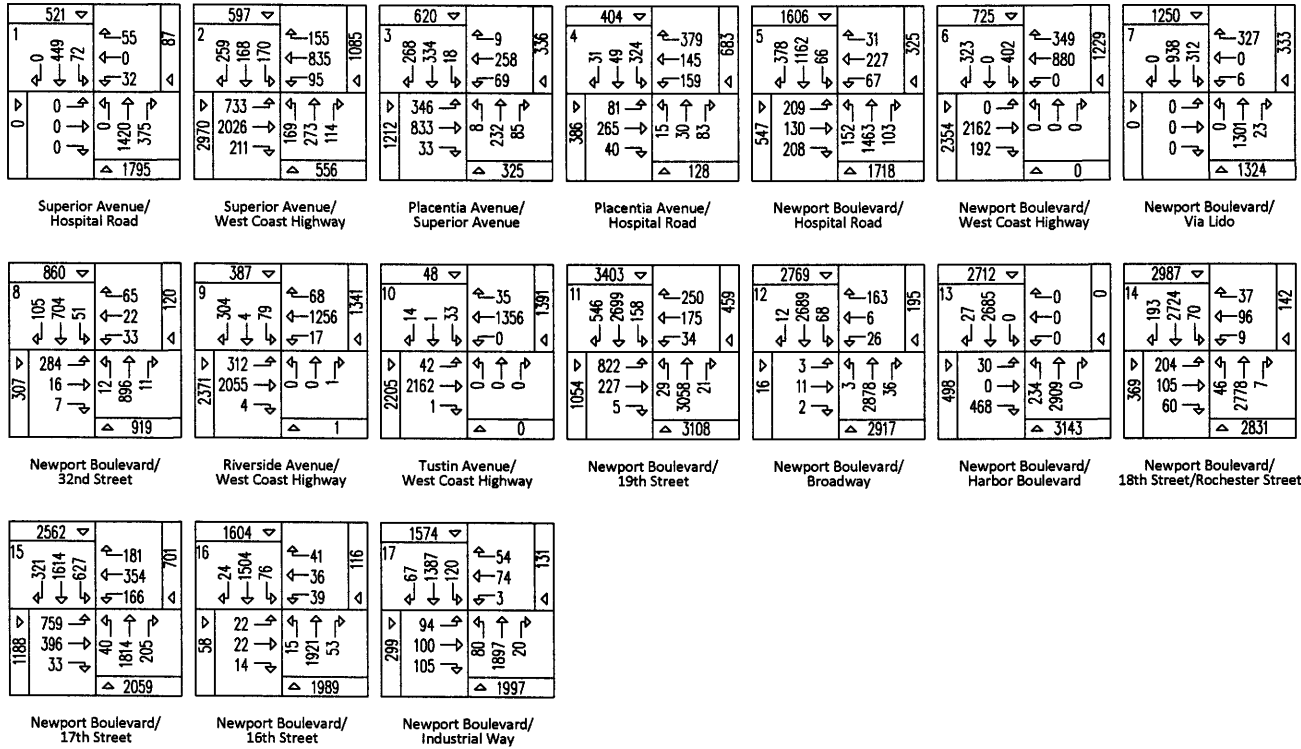 521
1
0 449 72
55
0
32
87
0
0
0
0
0 1420 375
1795
Superior Avenue/
Hospital Road
597
2
259 168 170
155
835
95
1085
2970
733
2026
211
169 273 114
556
Superior Avenue/
West Coast Highway
620
3
268 334 18
9
258
69
336
1212
346
833
33
8 232 85
325
Placentia Avenue/
Superior Avenue
404
4
31 49 324
379
145
159
683
386
81
265
40
15 30 83
128
Placentia Avenue/
Hospital Road
1606
5
378 1162 66
31
227
67
325
547
209
130
208
152 1463 103
1718
Newport Boulevard/
Hospital Road
725
6
323 0 402
349
880
0
1229
2354
0
2162
192
0 0 0
0
Newport Boulevard/
West Coast Highway
1250
7
0 938 312
327
0
6
333
0
0
0
0
0 1301 23
1324
Newport Boulevard/
Via Lido
860
8
105 704 51
65
22
33
120
307
284
16
7
12 896 11
919
Newport Boulevard/
32nd Street
387
9
304 4 79
68
1256
17
1341
2371
312
2055
4
0 0 1
1
Riverside Avenue/
West Coast Highway
48
10
14 1 33
35
1356
0
1391
2205
42
2162
1
0 0 0
0
Tustin Avenue/
West Coast Highway
3403
11
546 2699 158
250
175
34
459
1054
822
227
5
29 3058 21
3108
Newport Boulevard/
19th Street
2769
12
12 2689 68
163
6
26
195
16
3
11
2
3 2878 36
2917
Newport Boulevard/
Broadway
2712
13
27 2685 0
0
0
0
0
498
30
0
468
234 2909 0
3143
Newport Boulevard/
Harbor Boulevard
2987
14
193 2724 70
37
96
9
142
369
204
105
60
46 2778 7
2831
Newport Boulevard/
18th Street/Rochester Street
2562
15
321 1614 627
181
354
166
701
1188
759
396
33
40 1814 205
2059
Newport Boulevard/
17th Street
1604
16
24 1504 76
41
36
39
116
58
22
22
14
15 1921 53
1989
Newport Boulevard/
16th Street
1574
17
67 1387 120
54
74
3
131
299
94
100
105
80 1897 20
1997
Newport Boulevard/
Industrial Way